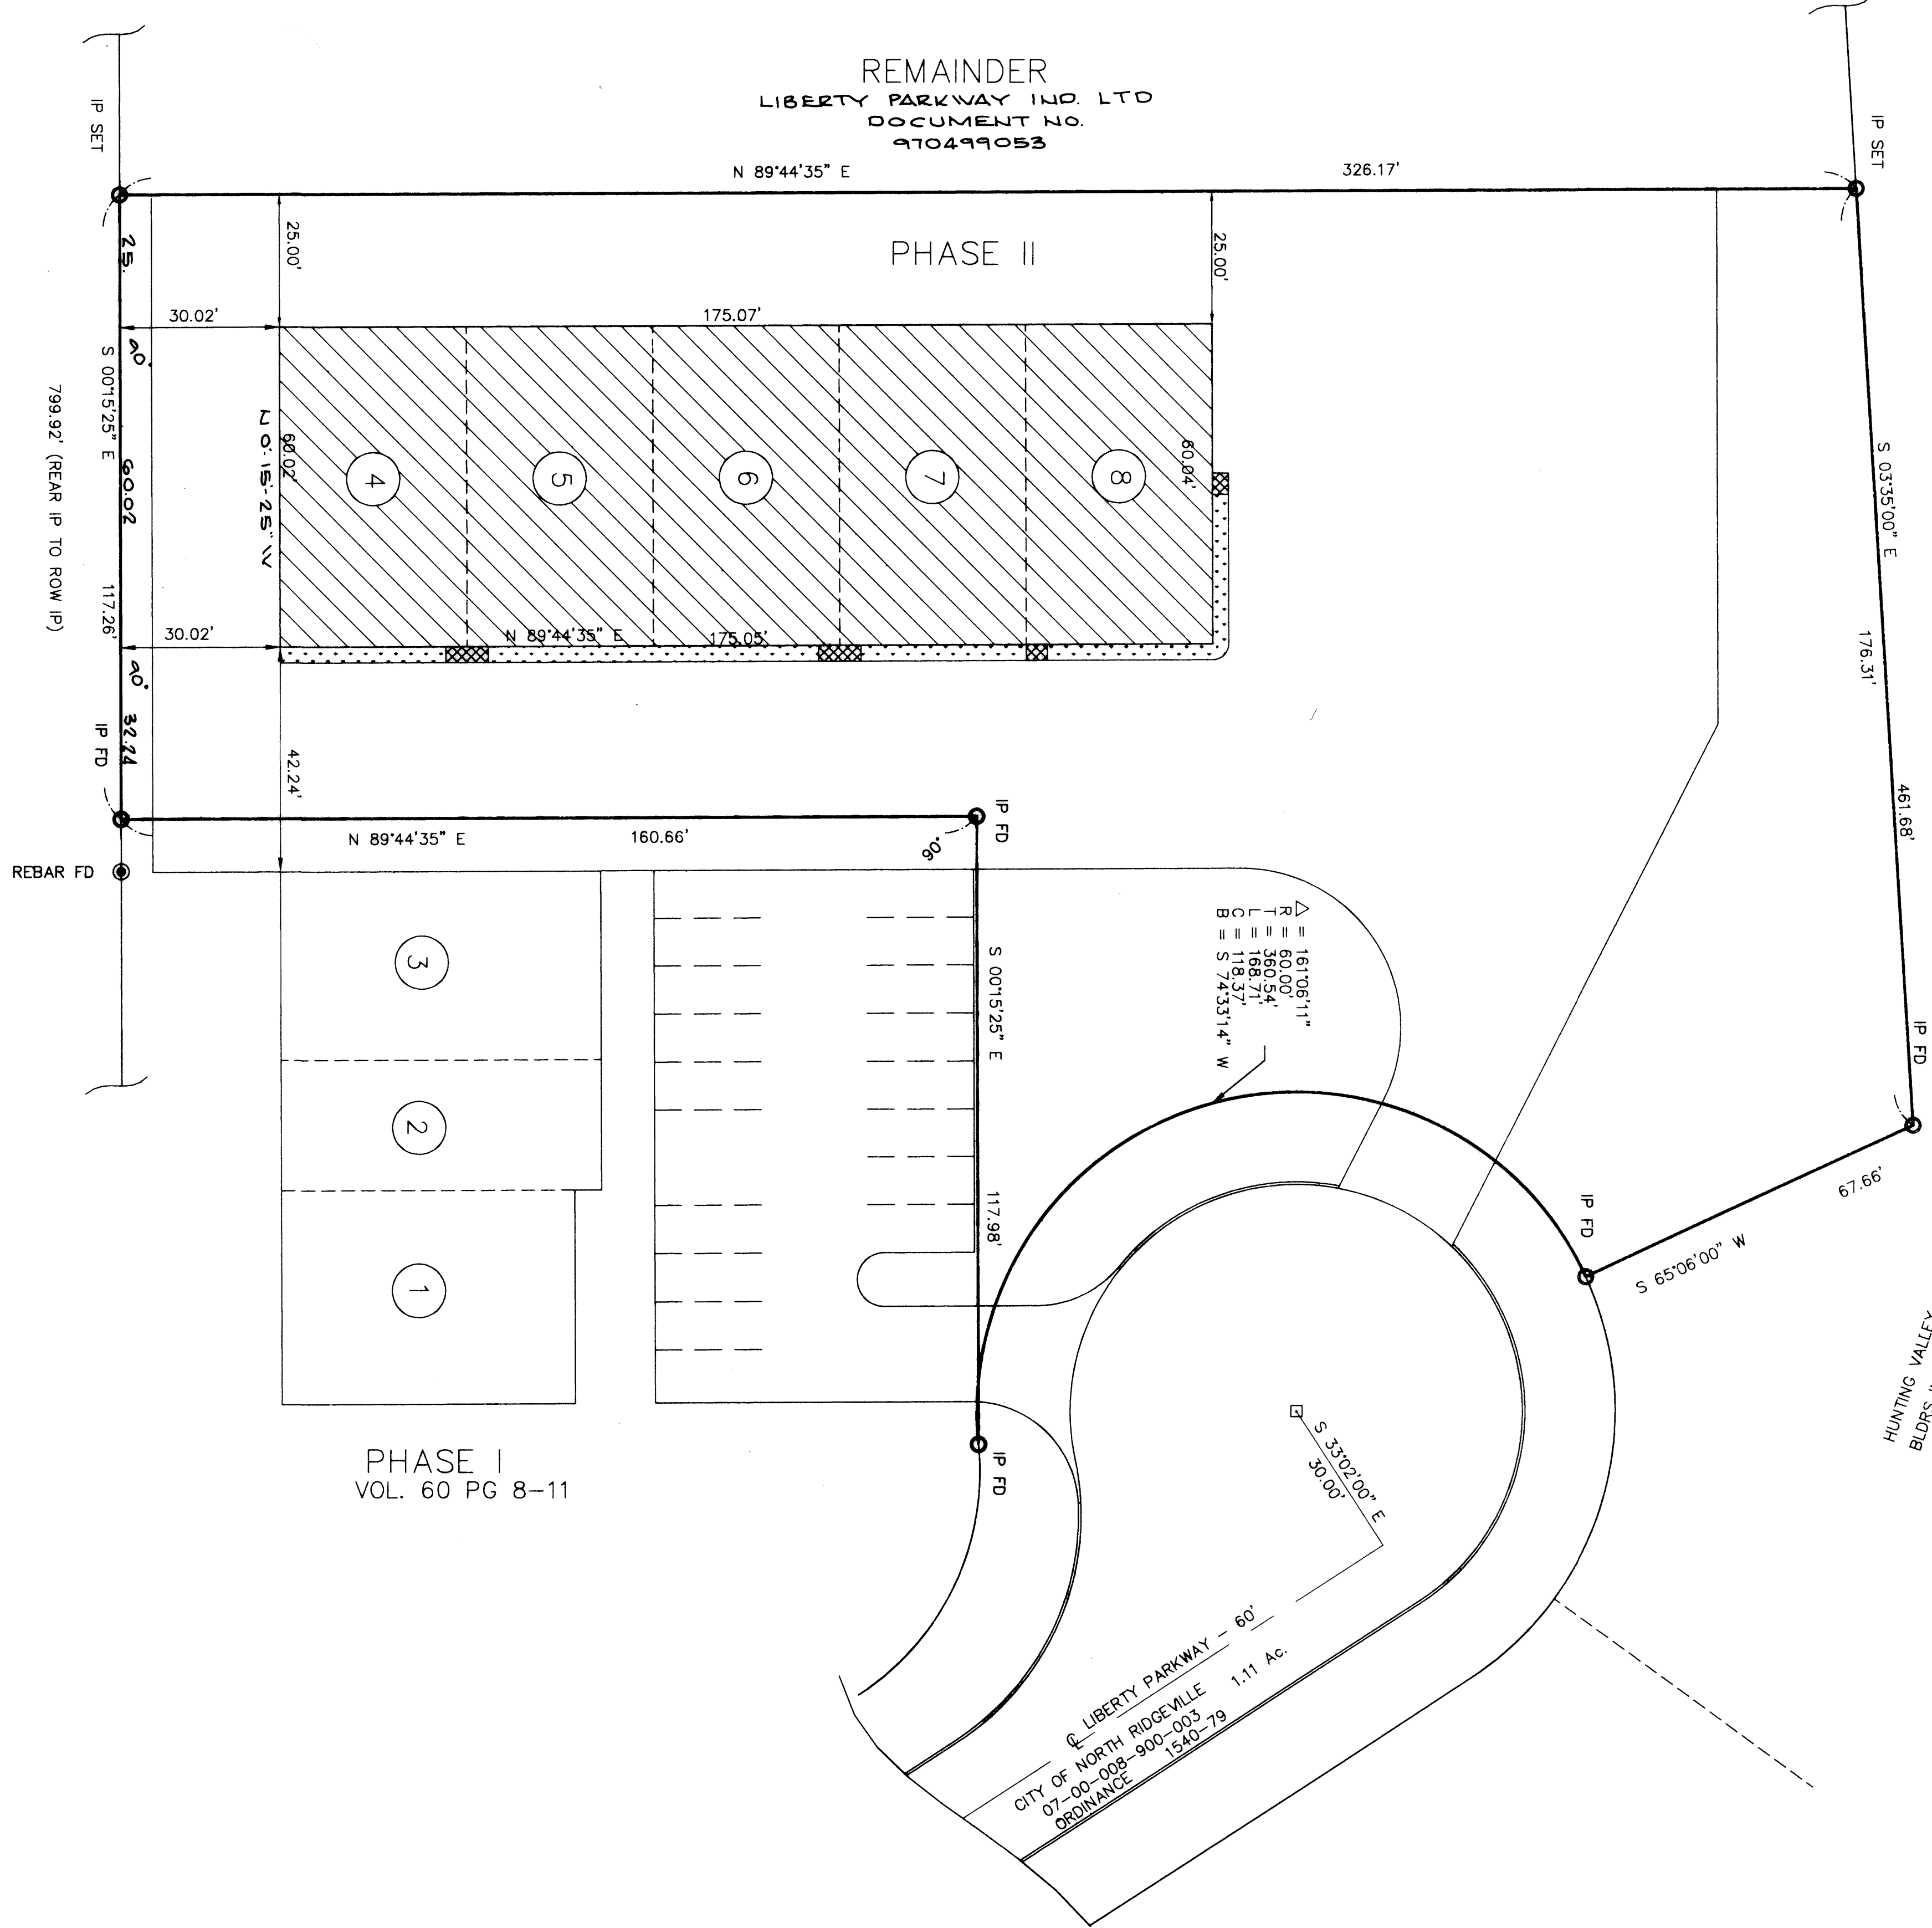 REMAINDER
LIBERTY PARKWAY IND. LTD
DOCUMENT NO.
970499053
IP SET
IP SET
N 89°44'35" E
326.17'
25.
25.00'
PHASE II
25.00'
30.02'
175.07'
90°
S 00°15'25" E
799.92' (REAR IP TO ROW IP)
60.02
117.26'
N 0°-15'-25" W
60.02'
4
5
6
7
8
60.04'
S 03°35'00" E
176.31'
461.68'
30.02'
N 89°44'35" E
175.05'
90°
32.24
IP FD
42.24'
N 89°44'35" E
160.66'
IP FD
90°
REBAR FD
3
2
1
S 00°15'25" E
117.98'
△ = 161°06'11"
R = 60.00'
T = 360.54'
L = 168.71'
C = 118.37'
B = S 74°33'14" W
IP FD
67.66'
S 65°06'00" W
IP FD
HUNTING VALLEY
BLDRS
PHASE I
VOL. 60 PG 8-11
IP FD
S 33°02'00" E
30.00'
℄ LIBERTY PARKWAY - 60'
CITY OF NORTH RIDGEVILLE 1.11 Ac.
07-00-008-900-003
ORDINANCE 1540-79